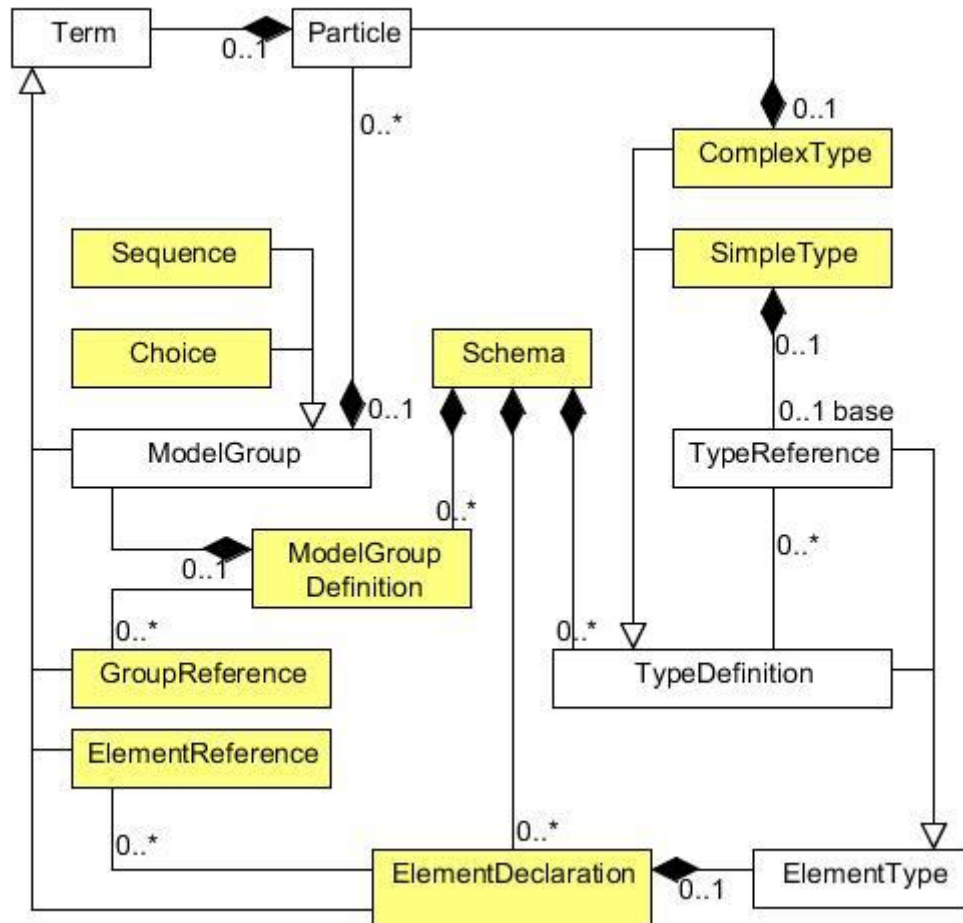 Term
Particle
0..1
0..*
0..1
ComplexType
Sequence
SimpleType
Choice
Schema
0..1
0..1
0..1 base
ModelGroup
TypeReference
0..*
0..*
ModelGroup
Definition
0..1
0..*
0..*
GroupReference
TypeDefinition
ElementReference
0..*
0..*
ElementDeclaration
0..1
ElementType